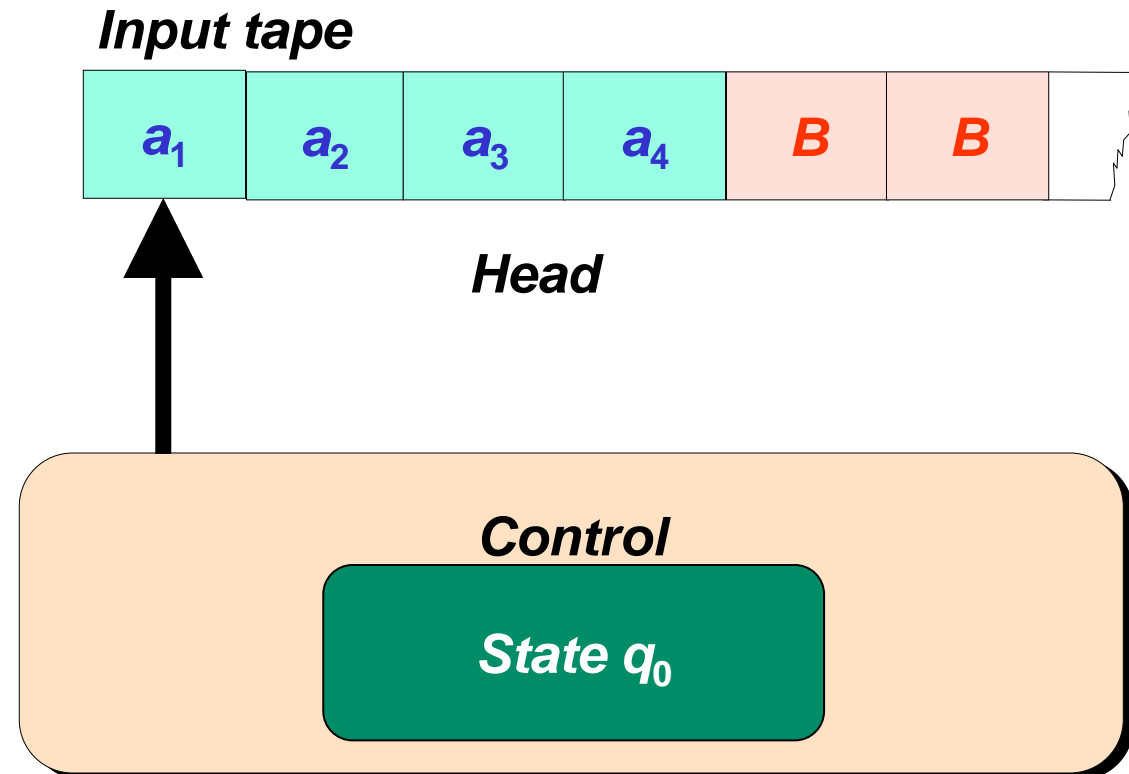 Input tape
a₁ a₂ a₃ a₄ B B
Head
Control
State q₀